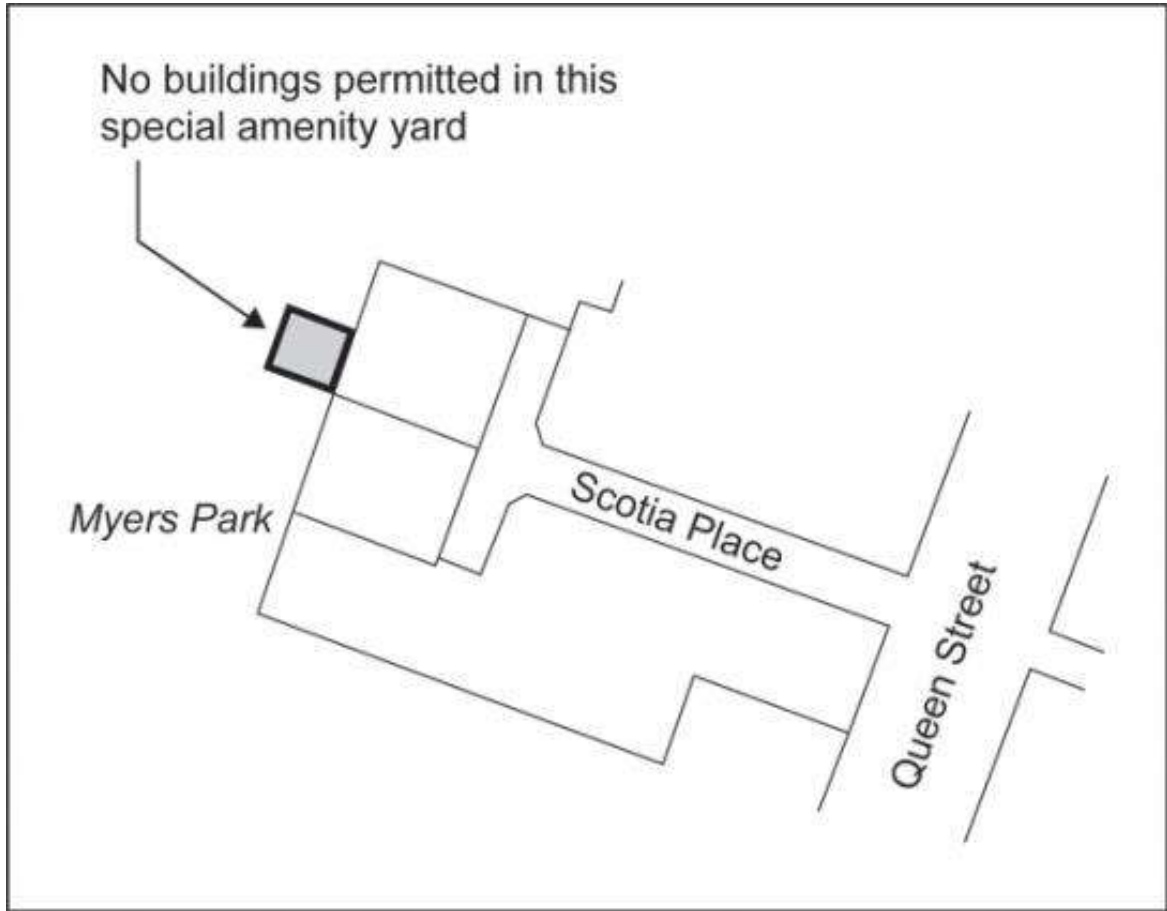 No buildings permitted in this
special amenity yard
Myers Park
Scotia Place
Queen Street